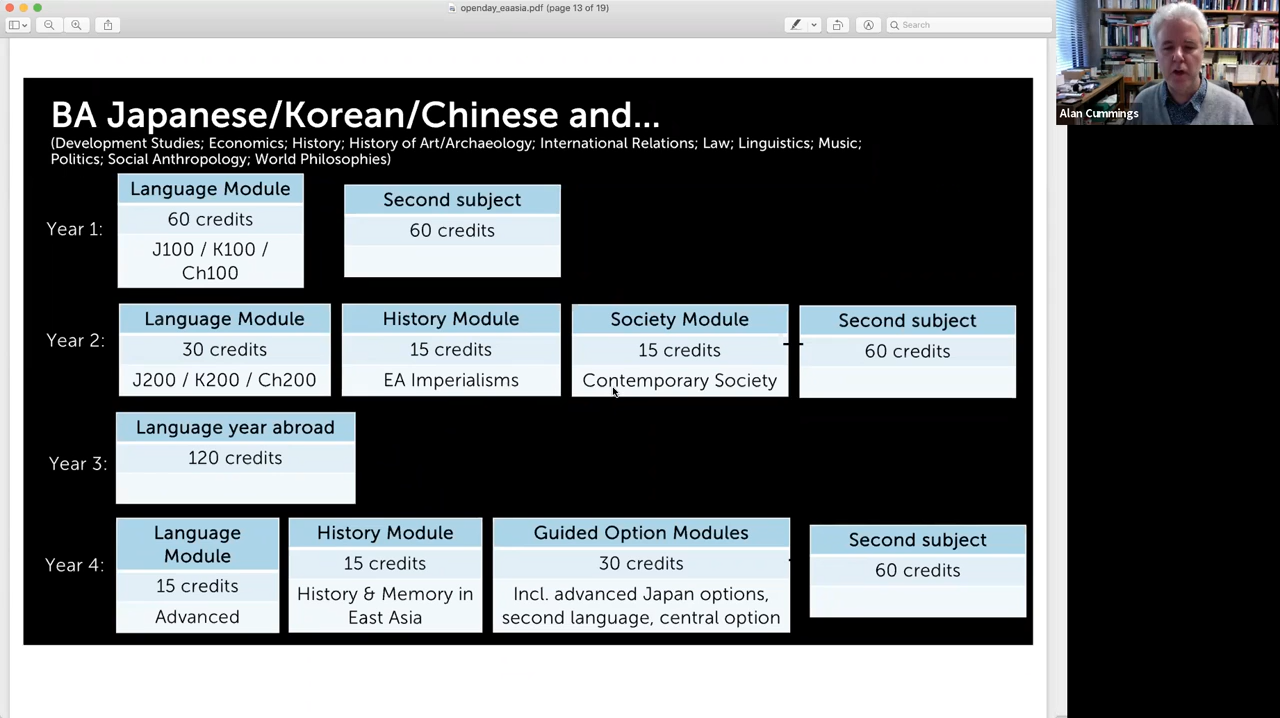 openday_eaasia.pdf (page 13 of 19)
Search
Alan Cummings
BA Japanese/Korean/Chinese and...
(Development Studies; Economics; History; History of Art/Archaeology; International Relations; Law; Linguistics; Music;
Politics; Social Anthropology; World Philosophies)
Year 1:
Language Module
60 credits
J100 / K100 /
Ch100
Second subject
60 credits
Year 2:
Language Module
30 credits
J200 / K200 / Ch200
History Module
15 credits
EA Imperialisms
Society Module
15 credits
Contemporary Society
Second subject
60 credits
Year 3:
Language year abroad
120 credits
Year 4:
Language
Module
15 credits
Advanced
History Module
15 credits
History & Memory in
East Asia
Guided Option Modules
30 credits
Incl. advanced Japan options,
second language, central option
Second subject
60 credits